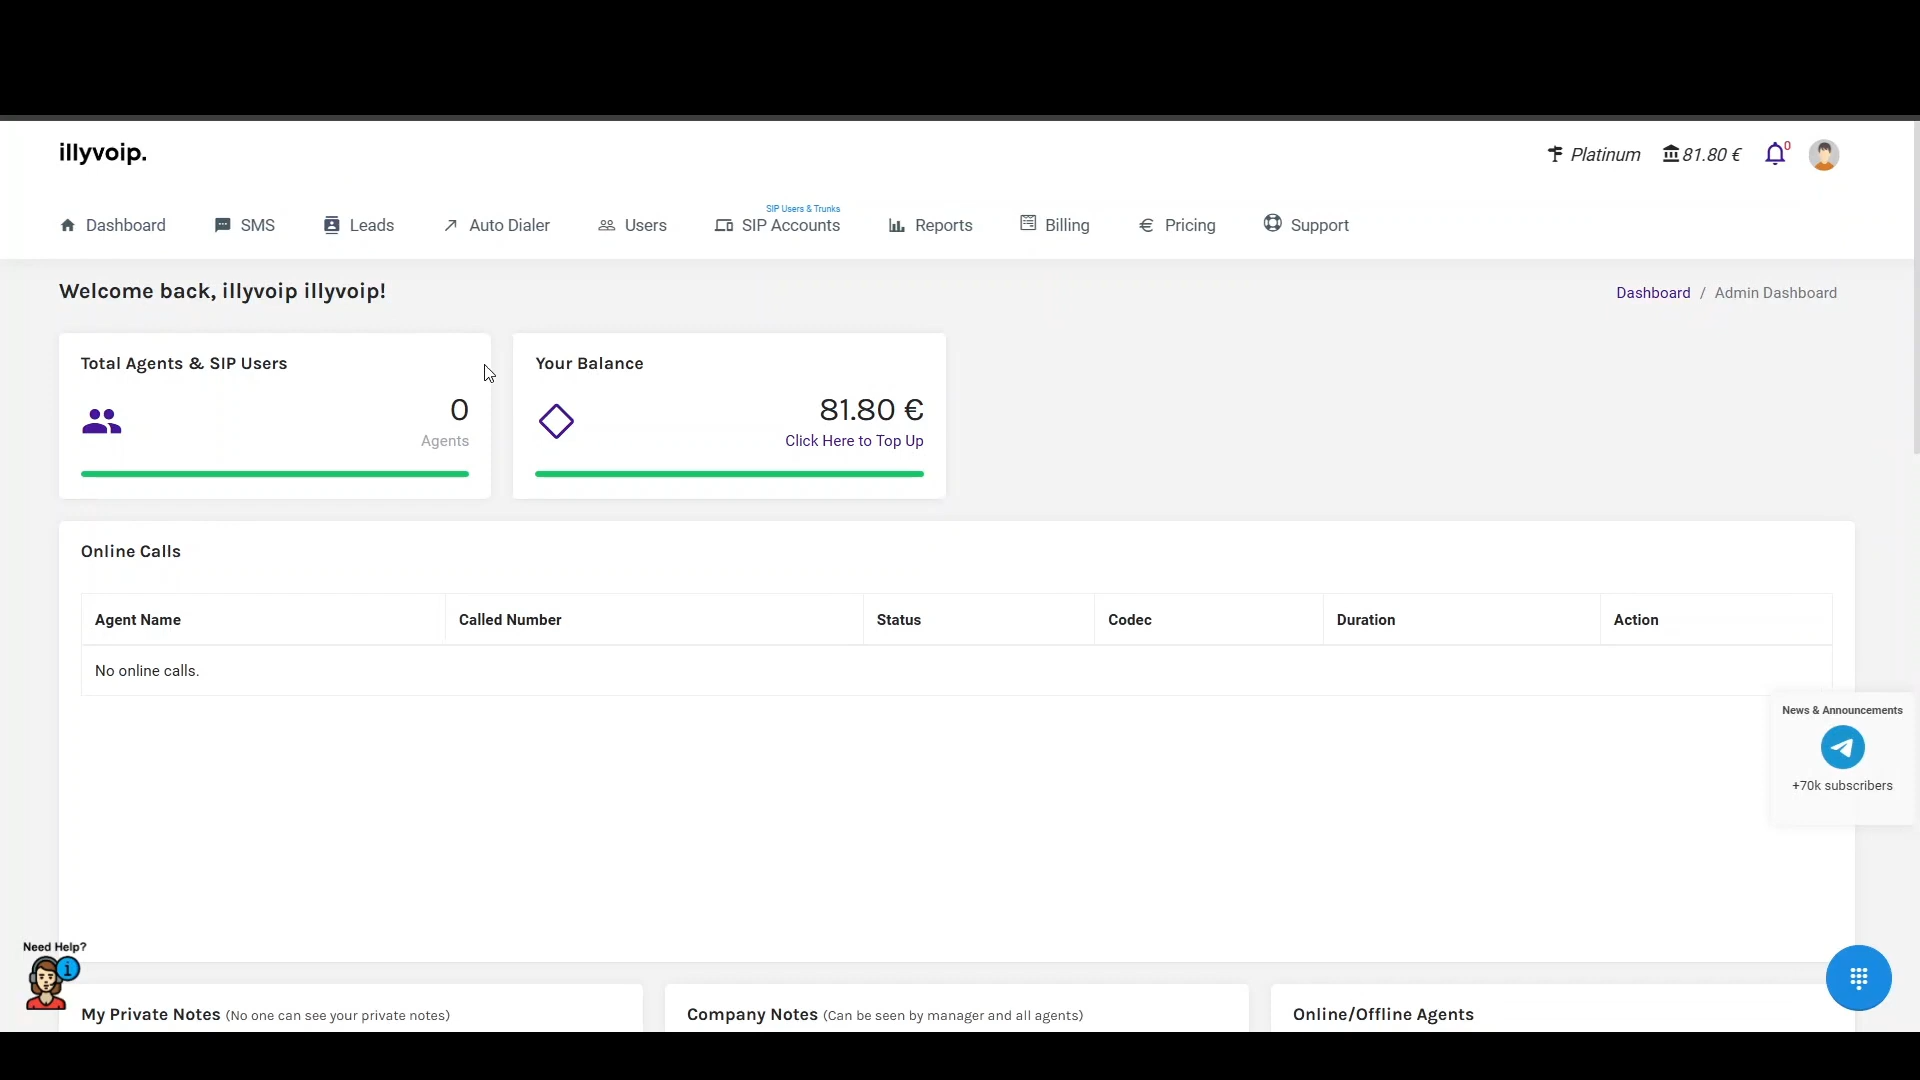 illyvoip.
Platinum 81.80 € 0
SIP Users & Trunks
Dashboard SMS Leads Auto Dialer Users SIP Accounts Reports Billing € Pricing Support
Welcome back, illyvoip illyvoip!
Dashboard / Admin Dashboard
Total Agents & SIP Users
0
Agents
Your Balance
81.80 €
Click Here to Top Up
Online Calls
Agent Name Called Number Status Codec Duration Action
No online calls.
News & Announcements
+70k subscribers
Need Help?
i
My Private Notes (No one can see your private notes)
Company Notes (Can be seen by manager and all agents)
Online/Offline Agents